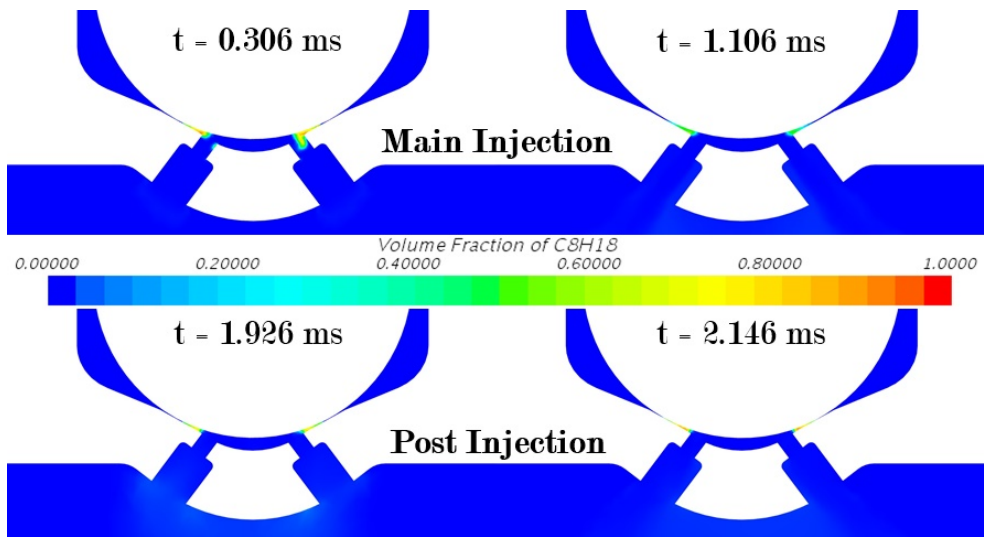 t = 0.306 ms
t = 1.106 ms
Main Injection
Volume Fraction of C8H18
0.00000 0.20000 0.40000 0.60000 0.80000 1.0000
t = 1.926 ms
t = 2.146 ms
Post Injection